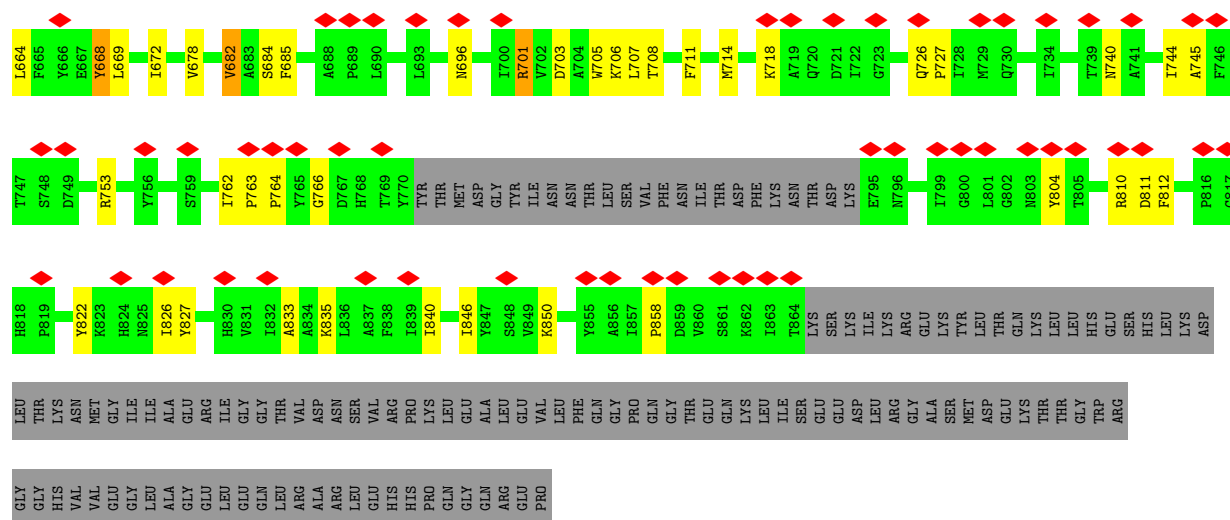 L664 F665 Y666 E667 Y668 L669 I672 V678 V682 A683 S684 F685 A688 P689 L690 L693 N696 I700 R701 V702 D703 A704 W705 K706 L707 T708 F711 M714 K718 A719 Q720 D721 I722 G723 Q726 P727 I728 M729 Q730 I734 T739 N740 A741 I744 A745 F746
T747 S748 D749 R753 Y756 S759 I762 P763 P764 Y765 G766 D767 H768 T769 Y770 TYR THR MET ASP GLY TYR ILE ASN ASN THR LEU SER VAL PHE ASN ILE THR ASP PHE LYS ASN THR ASP LYS E795 N796 I799 G800 L801 G802 N803 Y804 T805 R810 D811 F812 P816 G817
H818 P819 Y822 K823 H824 N825 I826 Y827 H830 V831 I832 A833 A834 K835 L836 A837 F838 I839 I840 I846 Y847 S848 V849 K850 Y855 A856 I857 P858 D859 V860 S861 K862 I863 T864 LYS SER LYS ILE LYS ARG GLU LYS TYR LEU THR GLN LYS LEU LEU HIS GLU SER HIS LEU LYS ASP
LEU THR LYS ASN MET GLY ILE ILE ALA GLU ARG ILE GLY GLY THR VAL ASP ASN SER VAL ARG PRO LYS LEU GLU ALA LEU GLU VAL LEU PHE GLN GLY PRO GLN GLY THR GLU GLN LYS LEU ILE SER GLU GLU ASP LEU ARG GLY ALA SER MET ASP GLU LYS THR THR GLY TRP ARG
GLY GLY HIS VAL VAL GLU GLY LEU ALA GLY GLU LEU GLU GLN LEU ARG ALA ARG LEU GLU HIS HIS PRO GLN GLY GLN ARG GLU PRO